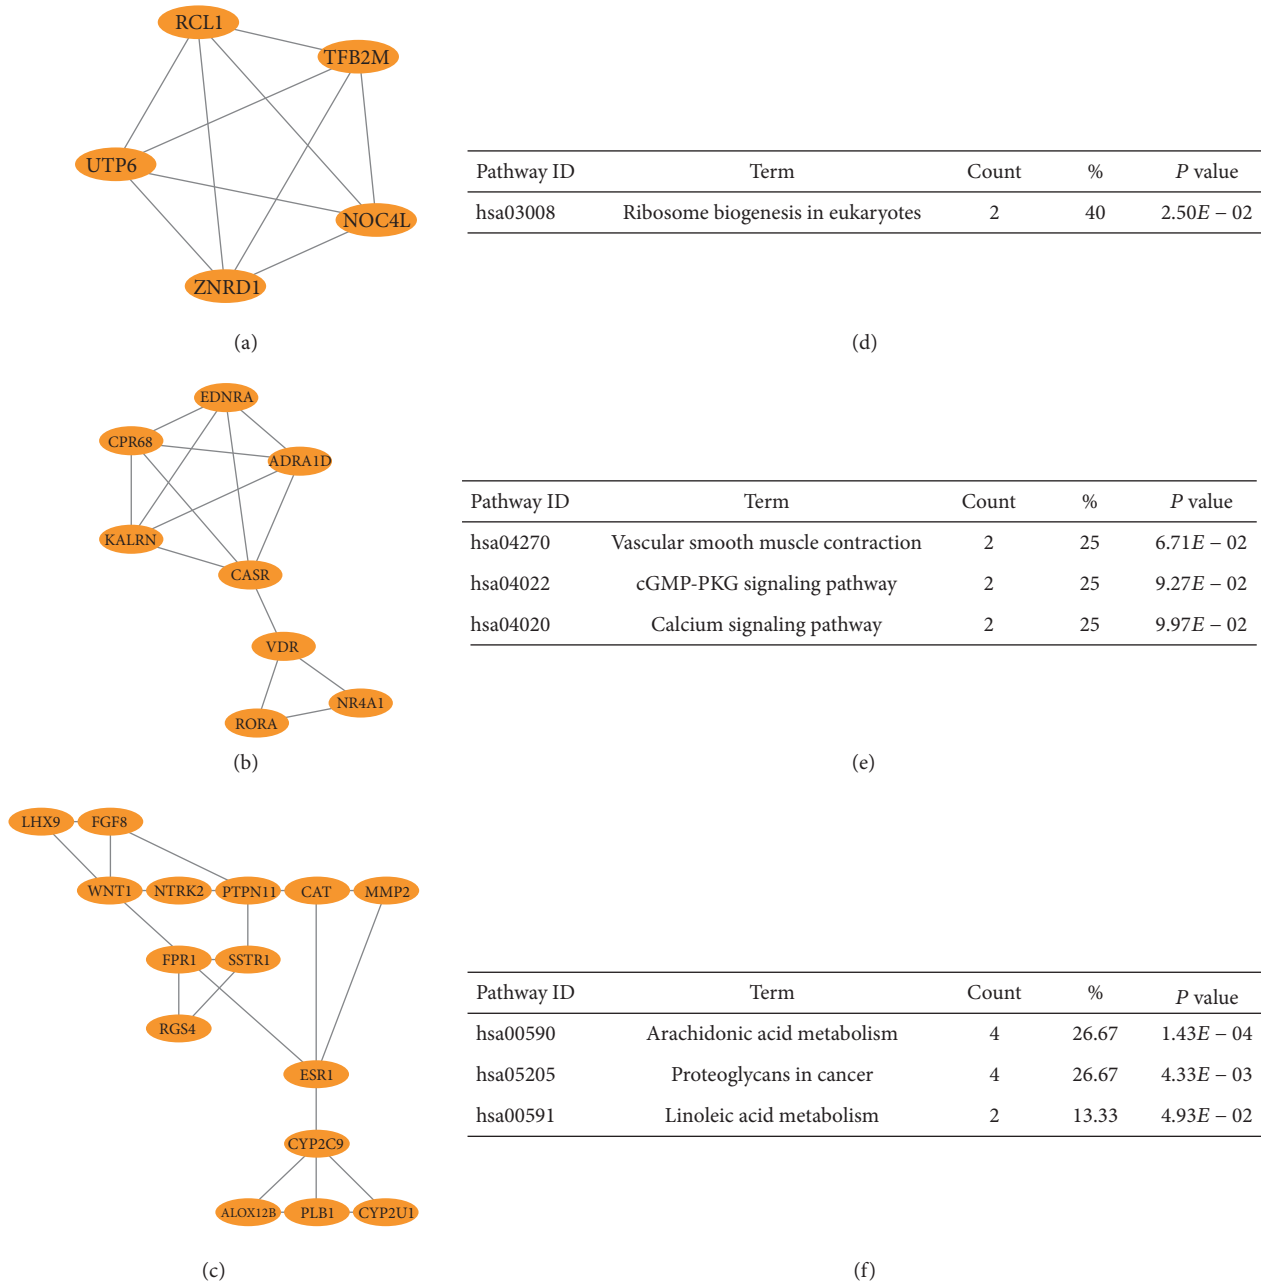 RCL1
TFB2M
UTP6
NOC4L
ZNRD1
(a)
Pathway ID Term Count % P value
hsa03008 Ribosome biogenesis in eukaryotes 2 40 2.50E − 02
(d)
EDNRA
CPR68
ADRA1D
KALRN
CASR
VDR
NR4A1
RORA
(b)
Pathway ID Term Count % P value
hsa04270 Vascular smooth muscle contraction 2 25 6.71E − 02
hsa04022 cGMP-PKG signaling pathway 2 25 9.27E − 02
hsa04020 Calcium signaling pathway 2 25 9.97E − 02
(e)
LHX9 FGF8
WNT1 NTRK2 PTPN11 CAT MMP2
FPR1 SSTR1
RGS4
ESR1
CYP2C9
ALOX12B PLB1 CYP2U1
(c)
Pathway ID Term Count % P value
hsa00590 Arachidonic acid metabolism 4 26.67 1.43E − 04
hsa05205 Proteoglycans in cancer 4 26.67 4.33E − 03
hsa00591 Linoleic acid metabolism 2 13.33 4.93E − 02
(f)